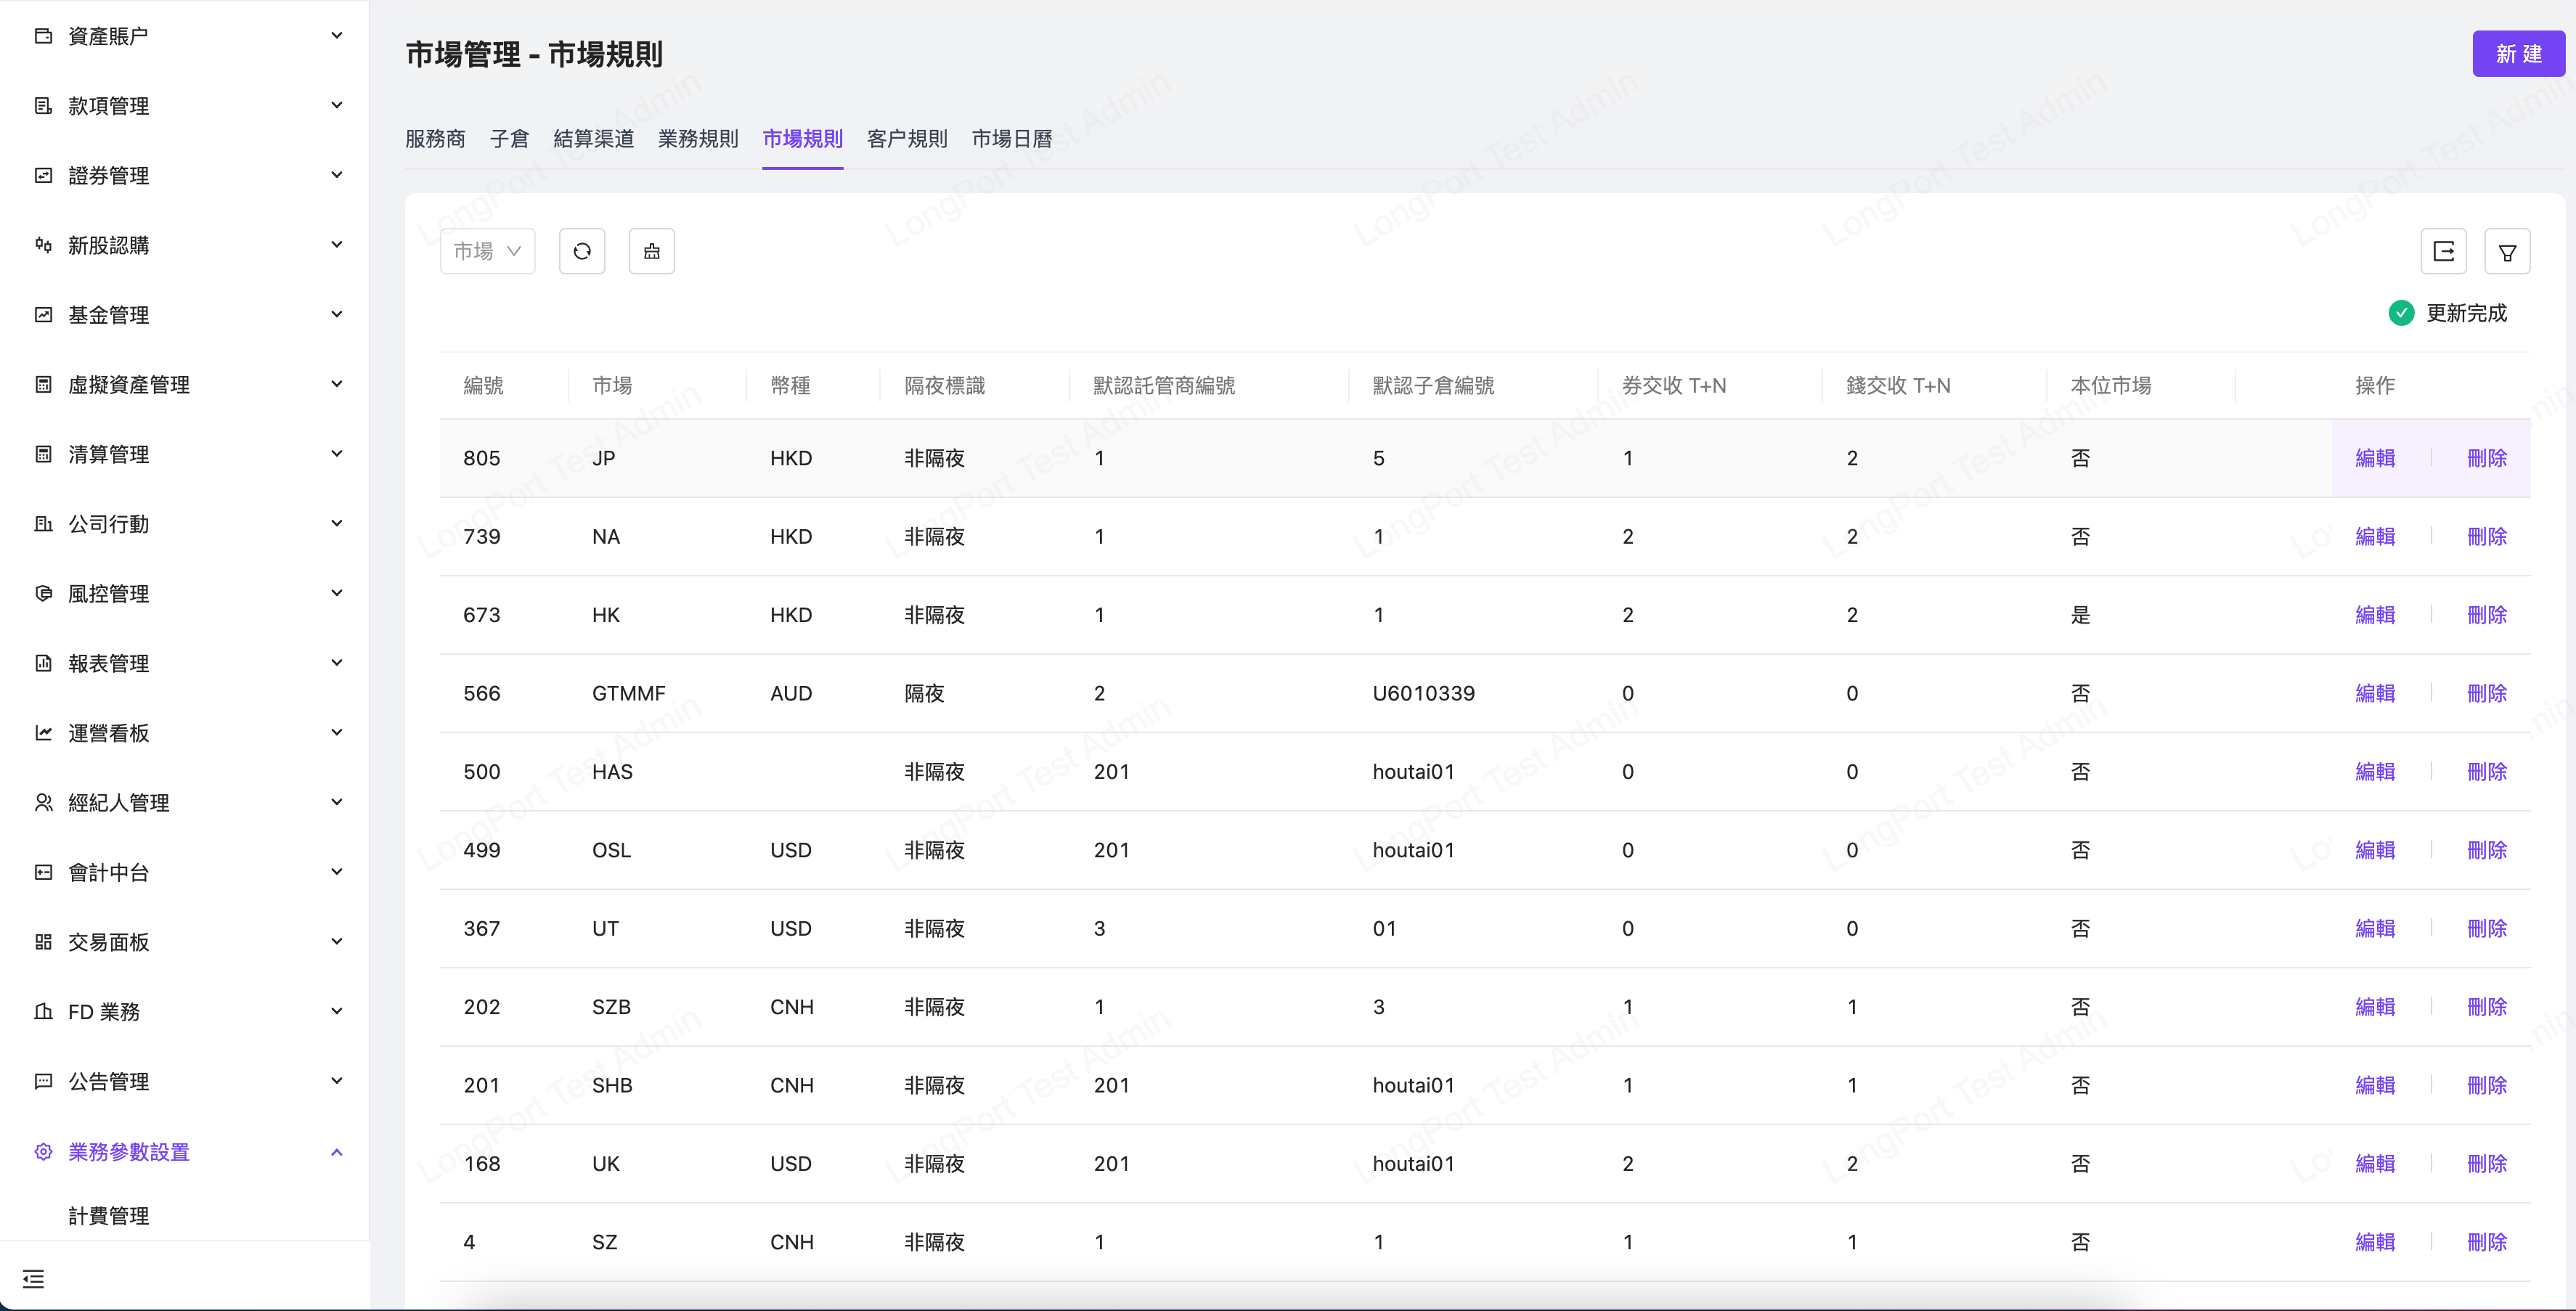 資產賬户
款項管理
證券管理
新股認購
基金管理
虛擬資產管理
清算管理
公司行動
風控管理
報表管理
運營看板
經紀人管理
會計中台
交易面板
FD 業務
公告管理
業務參數設置
計費管理
市場管理 - 市場規則
新 建
服務商 子倉 結算渠道 業務規則 市場規則 客户規則 市場日曆
市場
更新完成
編號 市場 幣種 隔夜標識 默認託管商編號 默認子倉編號 券交收 T+N 錢交收 T+N 本位市場 操作
805 JP HKD 非隔夜 1 5 1 2 否 編輯 刪除
739 NA HKD 非隔夜 1 1 2 2 否 編輯 刪除
673 HK HKD 非隔夜 1 1 2 2 是 編輯 刪除
566 GTMMF AUD 隔夜 2 U6010339 0 0 否 編輯 刪除
500 HAS 非隔夜 201 houtai01 0 0 否 編輯 刪除
499 OSL USD 非隔夜 201 houtai01 0 0 否 編輯 刪除
367 UT USD 非隔夜 3 01 0 0 否 編輯 刪除
202 SZB CNH 非隔夜 1 3 1 1 否 編輯 刪除
201 SHB CNH 非隔夜 201 houtai01 1 1 否 編輯 刪除
168 UK USD 非隔夜 201 houtai01 2 2 否 編輯 刪除
4 SZ CNH 非隔夜 1 1 1 1 否 編輯 刪除
LongPort Test Admin